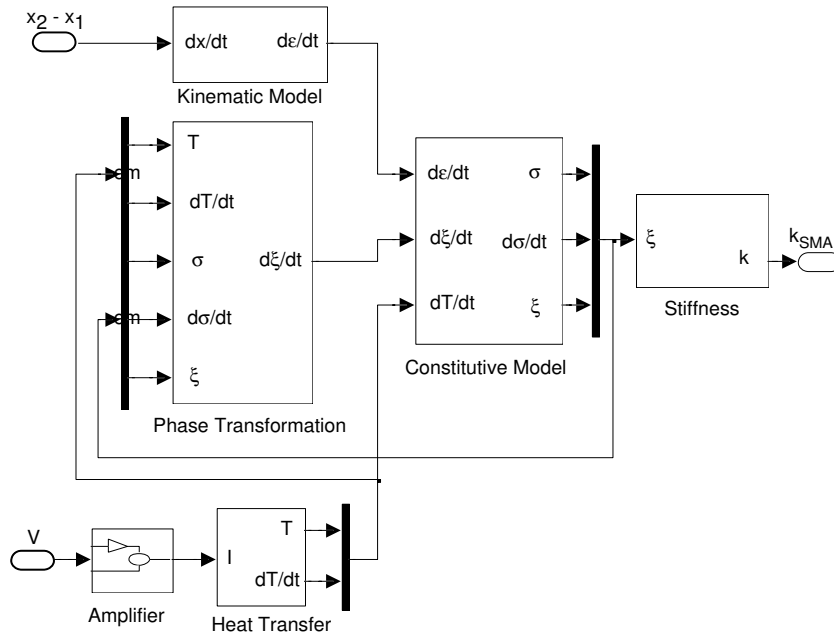 x2 - x1
dx/dt
dε/dt
Kinematic Model
T
dT/dt
σ
dσ/dt
ξ
dξ/dt
Phase Transformation
dε/dt
dξ/dt
dT/dt
σ
dσ/dt
ξ
Constitutive Model
ξ
k
Stiffness
kSMA
V
Amplifier
I
T
dT/dt
Heat Transfer